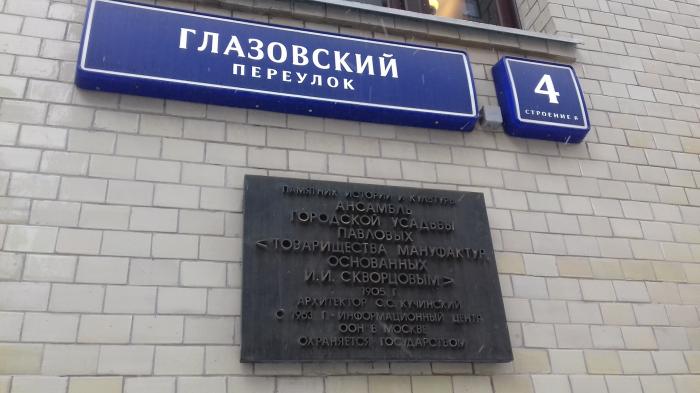 ГЛАЗОВСКИЙ
ПЕРЕУЛОК
4
СТРОЕНИЕ 8
ПАМЯТНИК ИСТОРИИ И КУЛЬТУРЫ
АНСАМБЛЬ
ГОРОДСКОЙ УСАДЬБЫ
ПАВЛОВЫХ
<ТОВАРИЩЕСТВА МАНУФАКТУР,
ОСНОВАННЫХ
И.И. СКВОРЦОВЫМ>
1905 Г
АРХИТЕКТОР С.С. КУЧИНСКИЙ
С 1963 Г - ИНФОРМАЦИОННЫЙ ЦЕНТР
ООН В МОСКВЕ
ОХРАНЯЕТСЯ ГОСУДАРСТВОМ